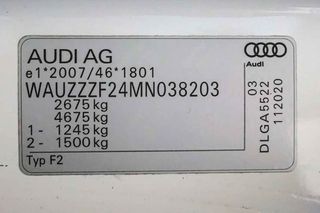 AUDI AG
e1*2007/46*1801
WAUZZZF24MN038203
2675 kg
4675 kg
1- 1245 kg
2- 1500 kg
Typ F2
Audi
DLGA5522 03
112020